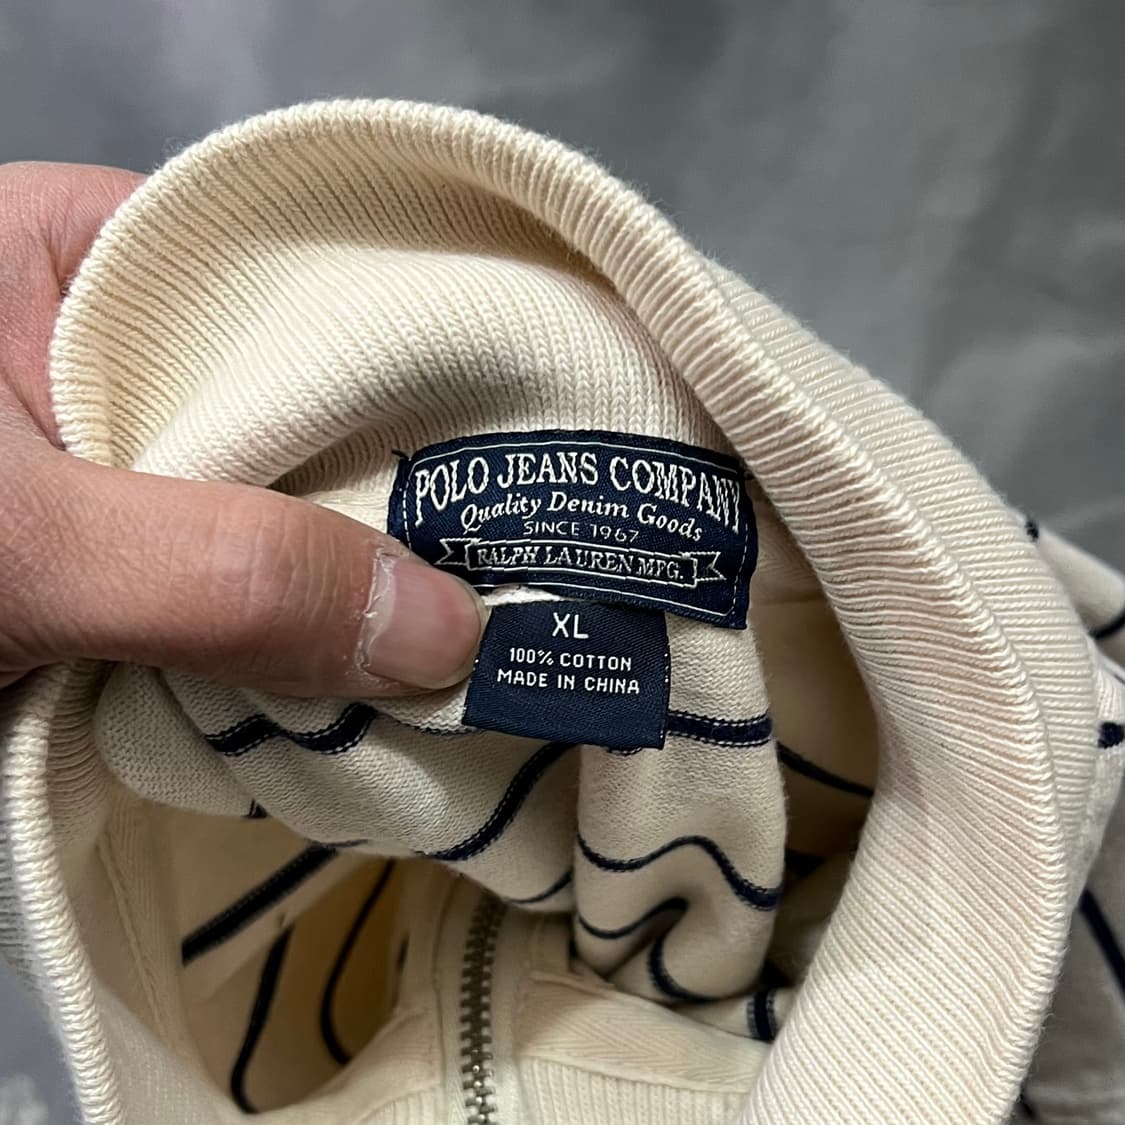 POLO JEANS COMPANY
Quality Denim Goods
SINCE 1967
RALPH LAUREN MFG.
XL
100% COTTON
MADE IN CHINA